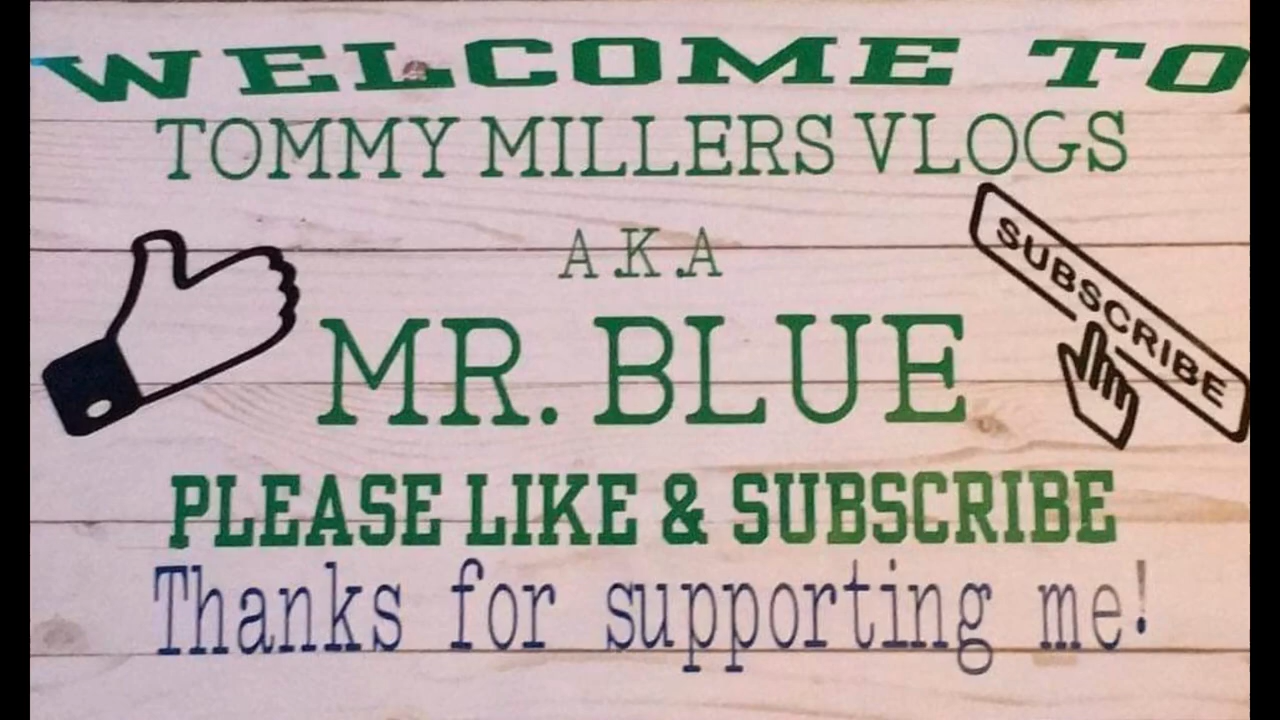 WELCOME TO
TOMMY MILLERS VLOGS
A.K.A
MR. BLUE
SUBSCRIBE
PLEASE LIKE & SUBSCRIBE
Thanks for supporting me!